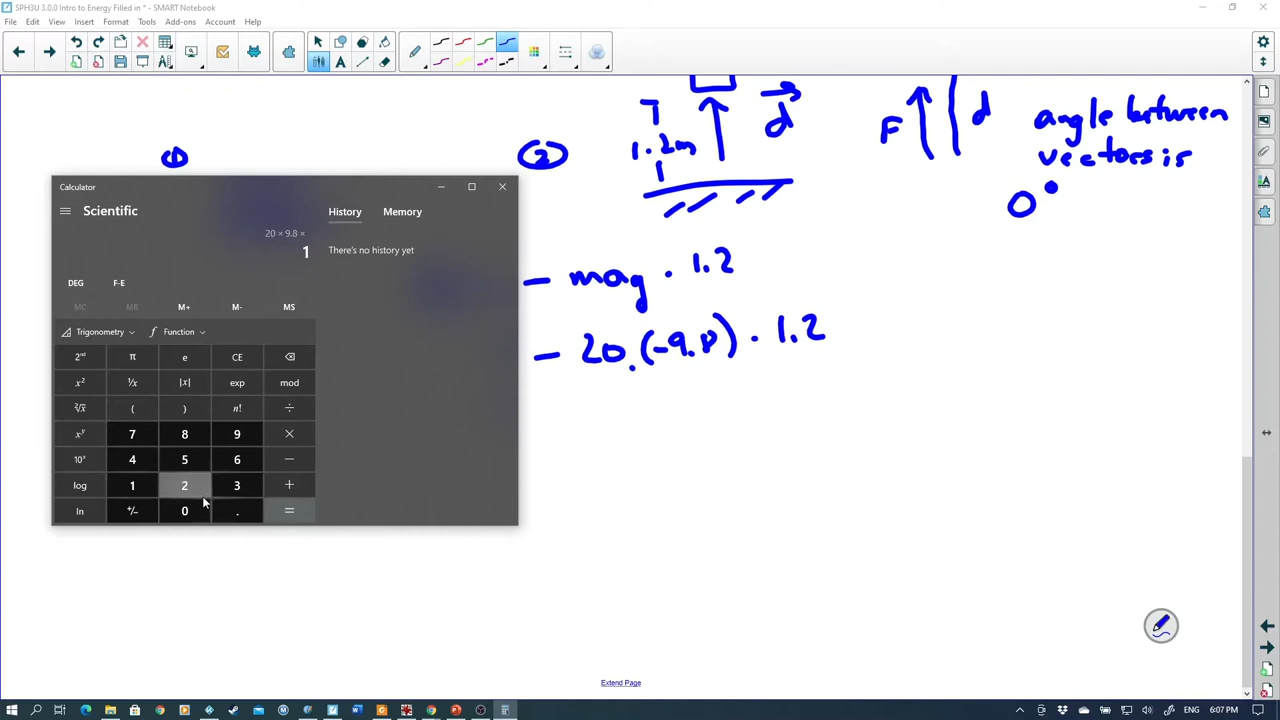 SPH3U 3.0.0 Intro to Energy Filled in * - SMART Notebook
File Edit View Insert Format Tools Add-ons Account Help
F d
angle between
vectors is
0°
d
1.2m
① ②
- mag · 1.2
- 20.(-9.8) · 1.2
Calculator
Scientific
History Memory
20 × 9.8 ×
1
There's no history yet
DEG F-E
MC MR M+ M- MS
Trigonometry f Function
2ⁿᵈ π e CE
x² ¹/x |x| exp mod
²√x ( ) n! ÷
xʸ 7 8 9 ×
10ˣ 4 5 6 −
log 1 2 3 +
ln +/− 0 . =
Extend Page
ENG 6:07 PM